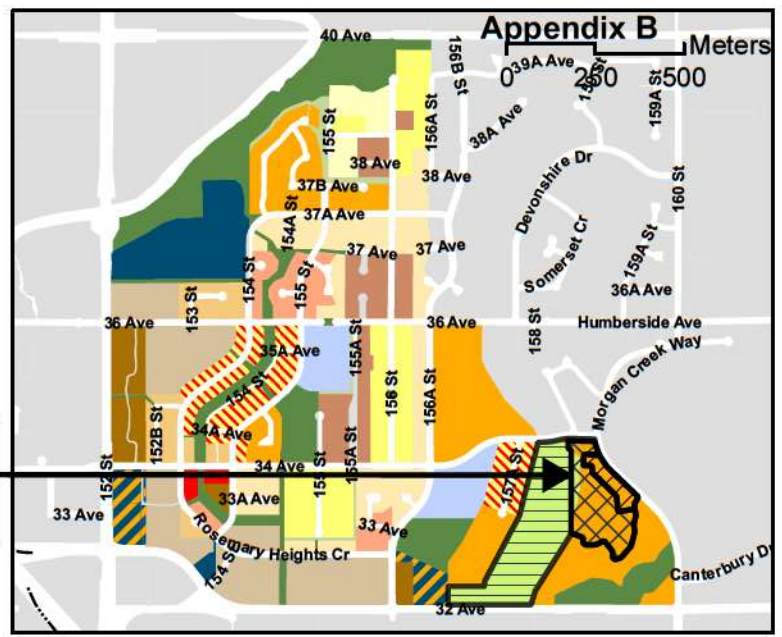 Appendix B
Meters
0 250 500
40 Ave
156B St
39A Ave
159A St
155 St
156A St
38A Ave
38 Ave
38 Ave
37B Ave
37A Ave
154A St
Devonshire Dr
160 St
37 Ave
37 Ave
Somerset Cr
159A St
154 St
155 St
153 St
36A Ave
36 Ave
36 Ave
158 St
Humberside Ave
35A Ave
155A St
Morgan Creek Way
154 St
156 St
156A St
152B St
34A Ave
34 Ave
155A St
152 St
157A St
33A Ave
33 Ave
33 Ave
Rosemary Heights Cr
154 St
Canterbury Dr
32 Ave